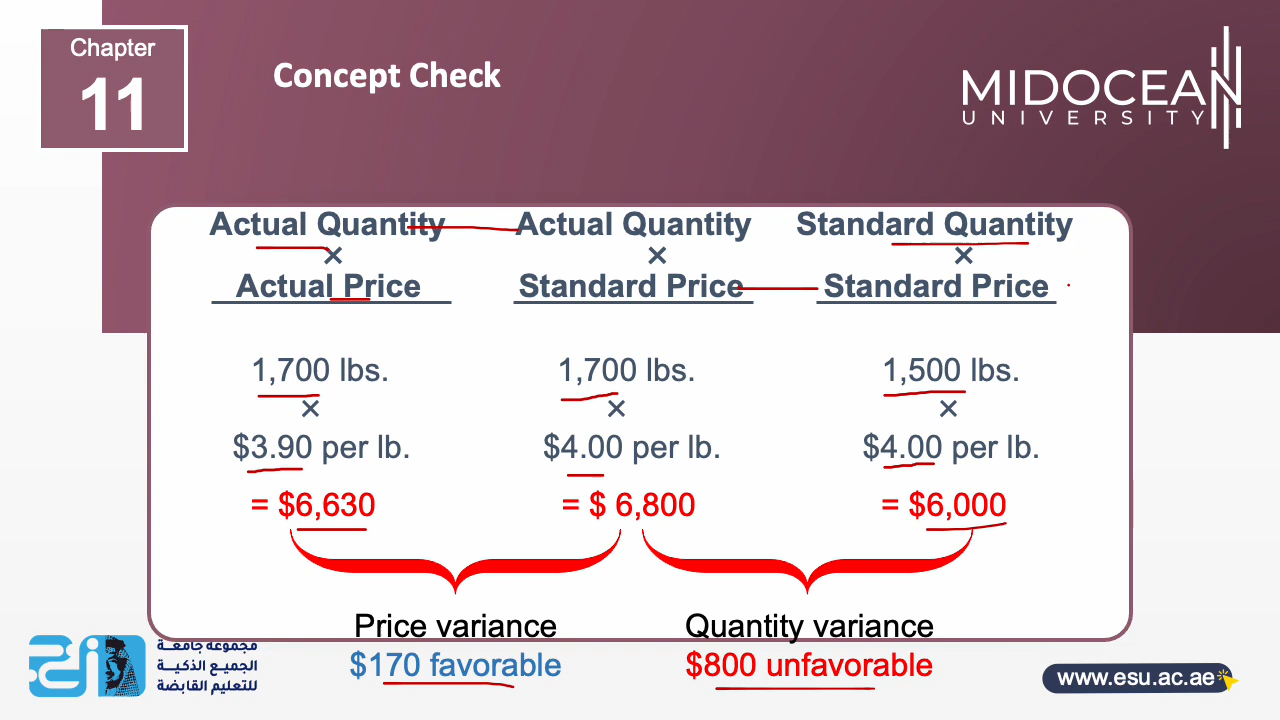 Chapter
11
Concept Check
MIDOCEAN
UNIVERSITY
Actual Quantity Actual Quantity Standard Quantity
× × ×
Actual Price Standard Price Standard Price
1,700 lbs. 1,700 lbs. 1,500 lbs.
× × ×
$3.90 per lb. $4.00 per lb. $4.00 per lb.
= $6,630 = $ 6,800 = $6,000
Price variance Quantity variance
$170 favorable $800 unfavorable
مجموعة جامعة
الجميع الذكية
للتعليم القابضة
www.esu.ac.ae